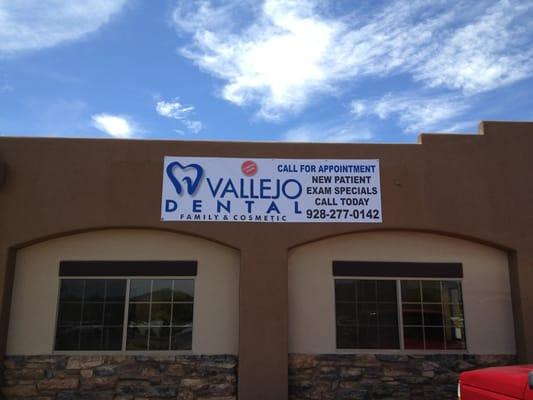 VALLEJO
DENTAL
FAMILY & COSMETIC
CALL FOR APPOINTMENT
NEW PATIENT
EXAM SPECIALS
CALL TODAY
928-277-0142